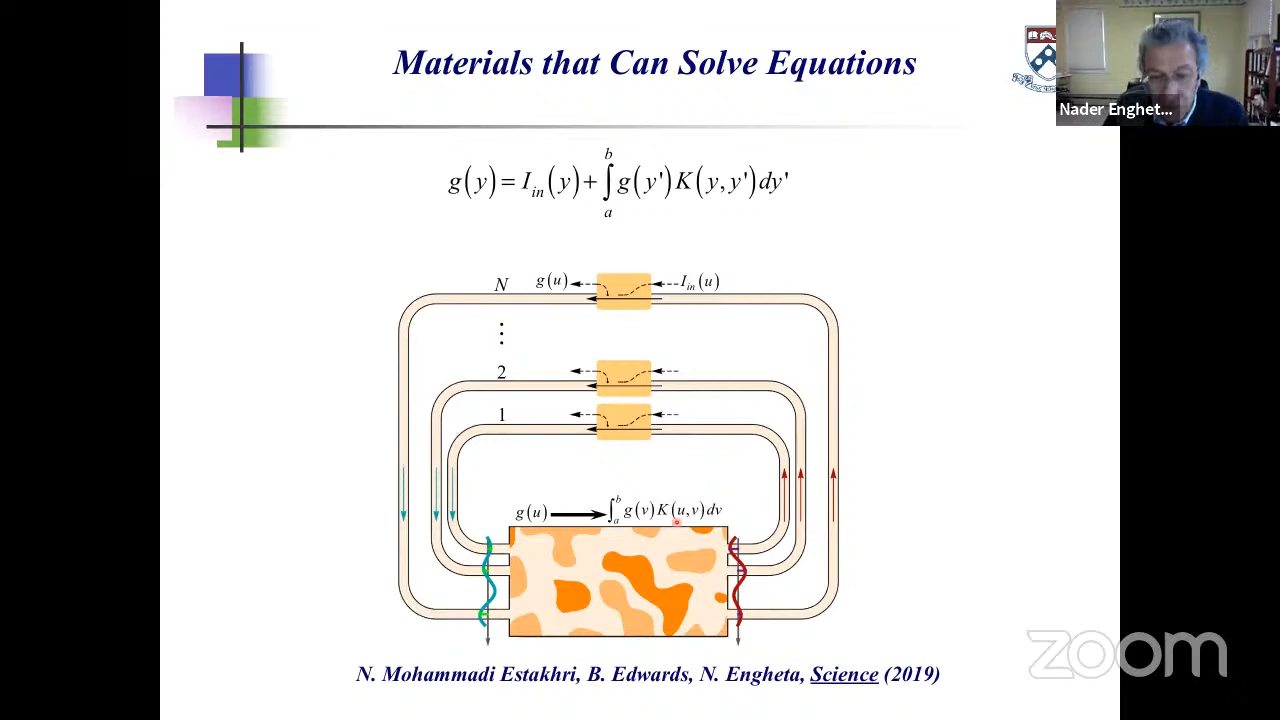 Materials that Can Solve Equations
Nader Enghet...
g(y) = I_in(y) + ∫_a^b g(y')K(y, y')dy'
N g(u) I_in(u)
⋮
2
1
g(u) ∫_a^b g(v)K(u,v)dv
N. Mohammadi Estakhri, B. Edwards, N. Engheta, Science (2019)
zoom